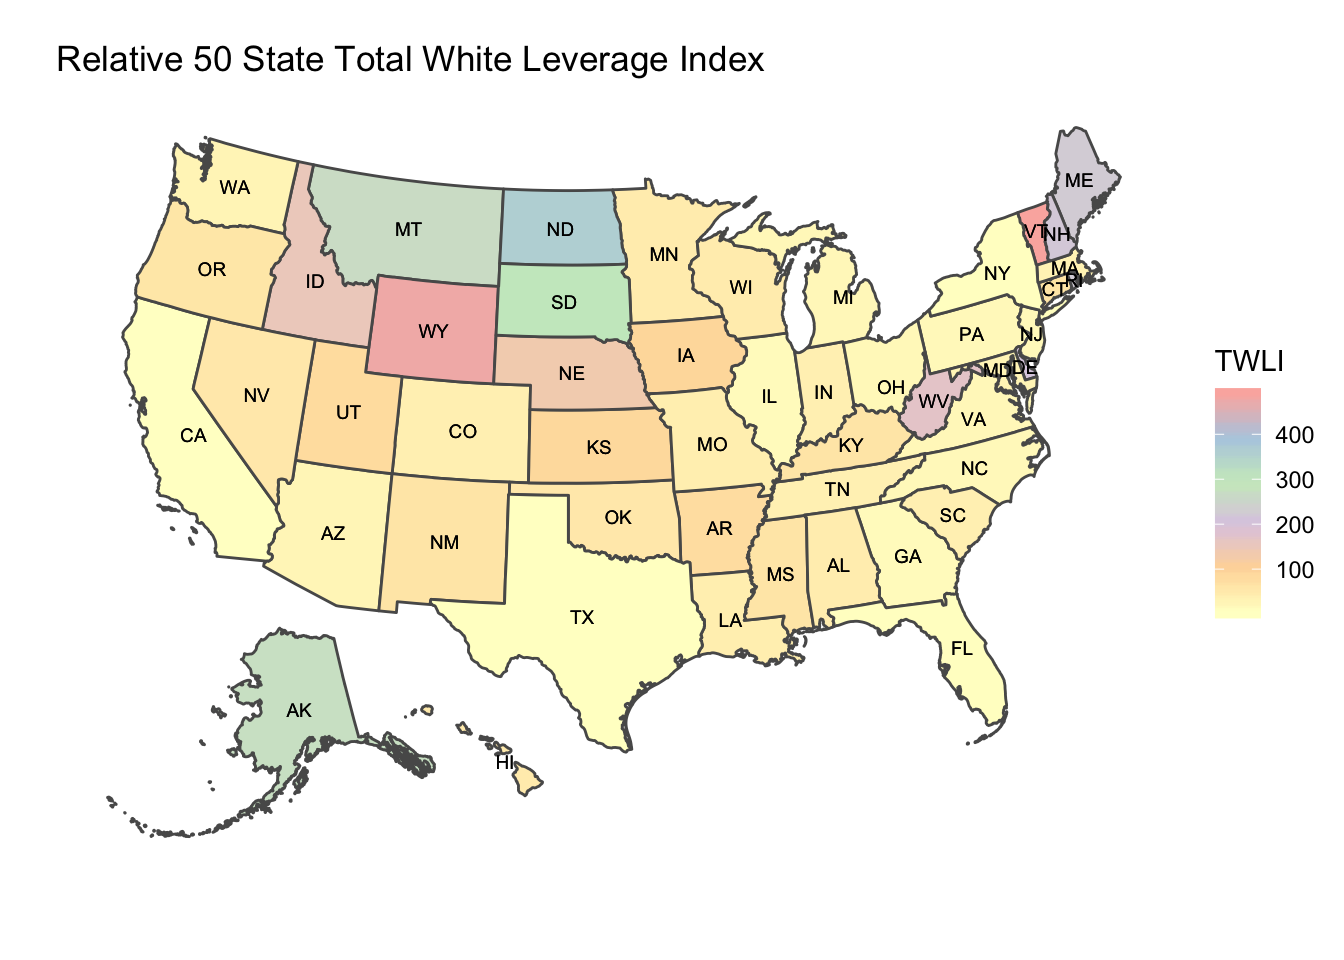 Relative 50 State Total White Leverage Index
WA
MT
ND
MN
ME
VT
NH
OR
ID
SD
WI
MI
NY
MA
CT
RI
WY
IA
PA
NJ
NE
NV
UT
CO
KS
IL
IN
OH
WV
MD
DE
VA
CA
MO
KY
AZ
NM
OK
AR
TN
NC
SC
TX
LA
MS
AL
GA
FL
AK
HI
TWLI
400
300
200
100